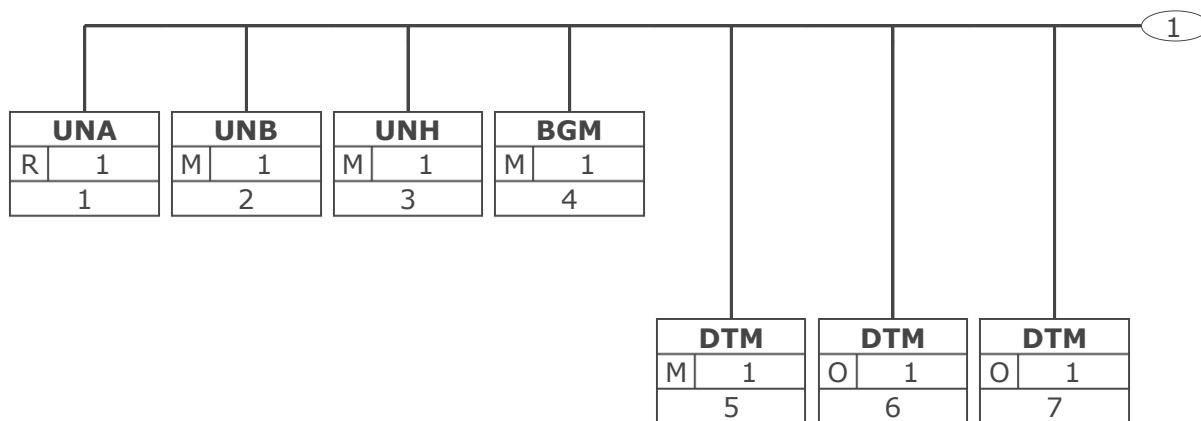 1
UNA UNB UNH BGM
R 1 M 1 M 1 M 1
1 2 3 4
DTM DTM DTM
M 1 O 1 O 1
5 6 7